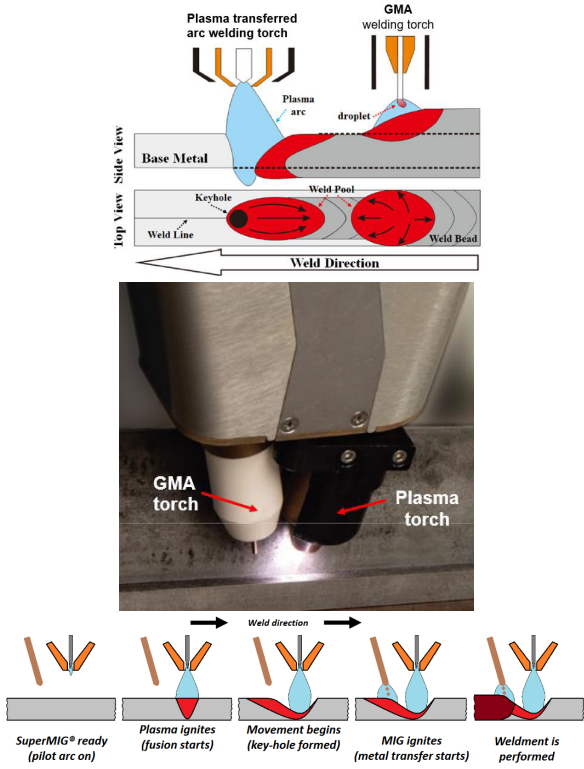 Plasma transferred
arc welding torch
GMA
welding torch
Plasma
arc
droplet
Side View
Base Metal
Top View
Keyhole
Weld Pool
Weld Line
Weld Bead
Weld Direction
GMA
torch
Plasma
torch
Weld direction
SuperMIG® ready
(pilot arc on)
Plasma ignites
(fusion starts)
Movement begins
(key-hole formed)
MIG ignites
(metal transfer starts)
Weldment is
performed